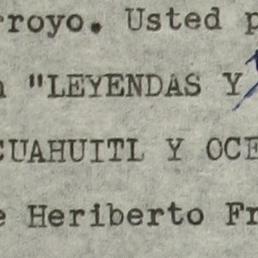 rroyo. Usted p
"LEYENDAS Y
CUAHUITL Y OCE
e Heriberto Fr